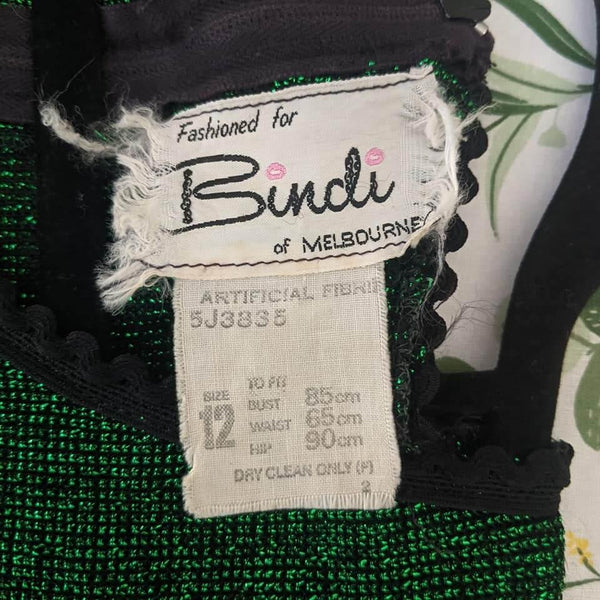 Fashioned for
Bindi
of MELBOURNE
ARTIFICIAL FIBRE
5J3835
SIZE 12
TO FIT
BUST 85cm
WAIST 65cm
HIP 90cm
DRY CLEAN ONLY (P)
2